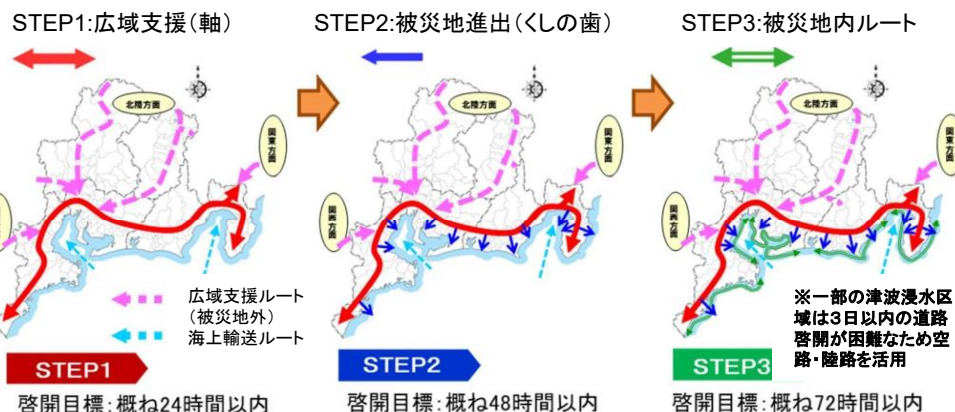 STEP1:広域支援(軸)
STEP2:被災地進出(くしの歯)
STEP3:被災地内ルート
北陸方面
関東方面
北陸方面
関東方面
関西方面
北陸方面
関東方面
関西方面
広域支援ルート
(被災地外)
海上輸送ルート
※一部の津波浸水区
域は3日以内の道路
啓開が困難なため空
路・陸路を活用
STEP1
啓開目標:概ね24時間以内
STEP2
啓開目標:概ね48時間以内
STEP3
啓開目標:概ね72時間以内